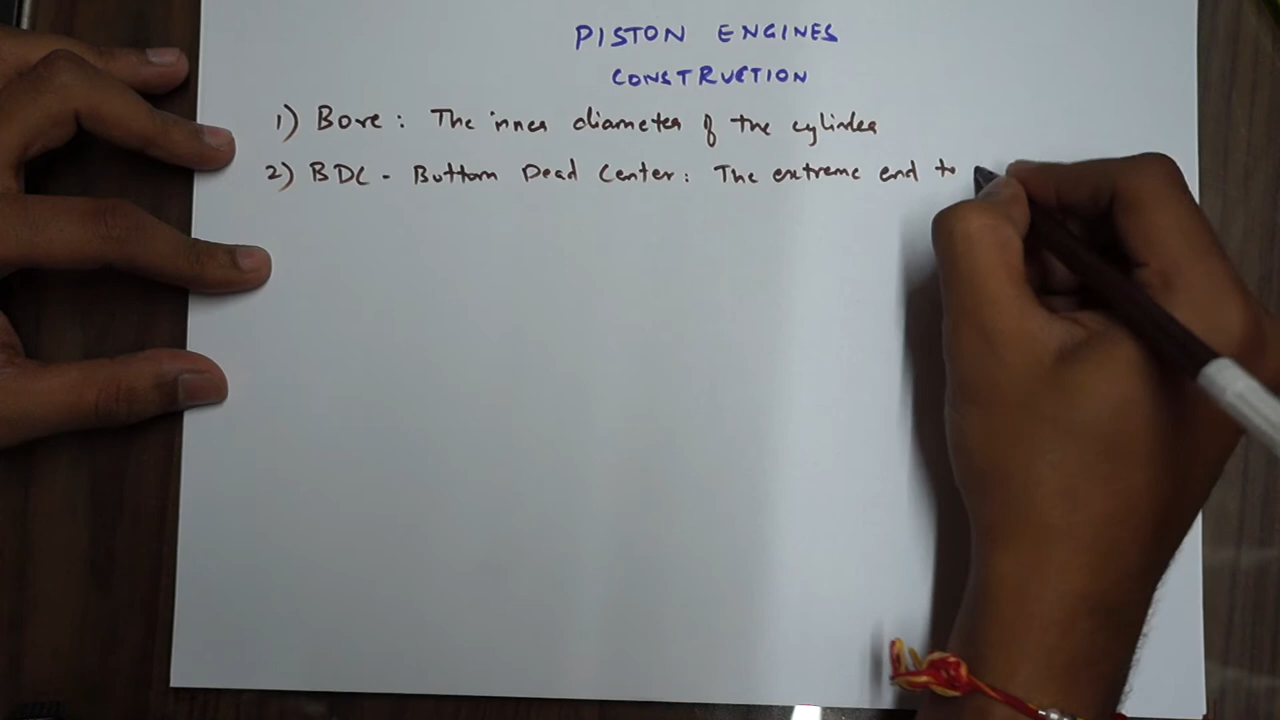 PISTON ENGINES
CONSTRUCTION
1) Bore: The inner diameter of the cylinder
2) BDC - Bottom Dead Center: The extreme end to